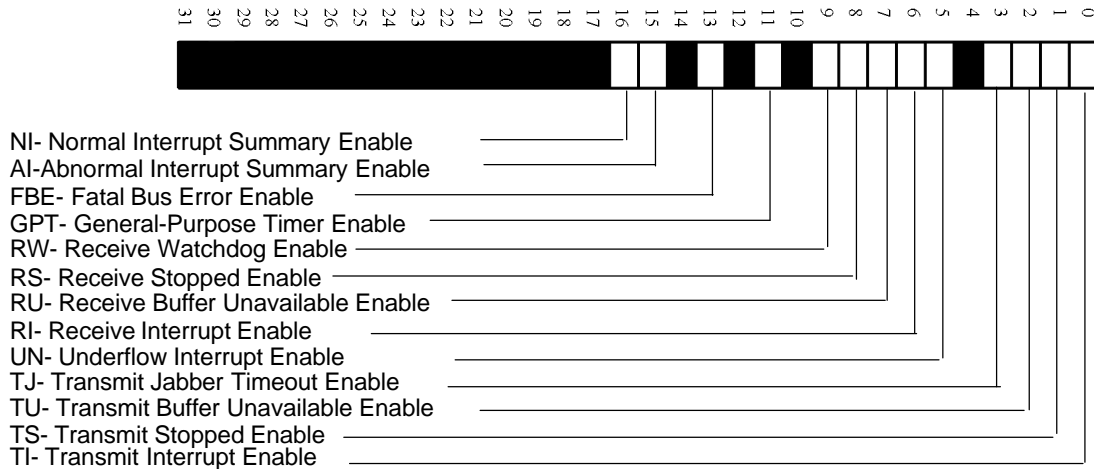 31 30 29 28 27 26 25 24 23 22 21 20 19 18 17 16 15 14 13 12 11 10 9 8 7 6 5 4 3 2 1 0
NI- Normal Interrupt Summary Enable
AI-Abnormal Interrupt Summary Enable
FBE- Fatal Bus Error Enable
GPT- General-Purpose Timer Enable
RW- Receive Watchdog Enable
RS- Receive Stopped Enable
RU- Receive Buffer Unavailable Enable
RI- Receive Interrupt Enable
UN- Underflow Interrupt Enable
TJ- Transmit Jabber Timeout Enable
TU- Transmit Buffer Unavailable Enable
TS- Transmit Stopped Enable
TI- Transmit Interrupt Enable